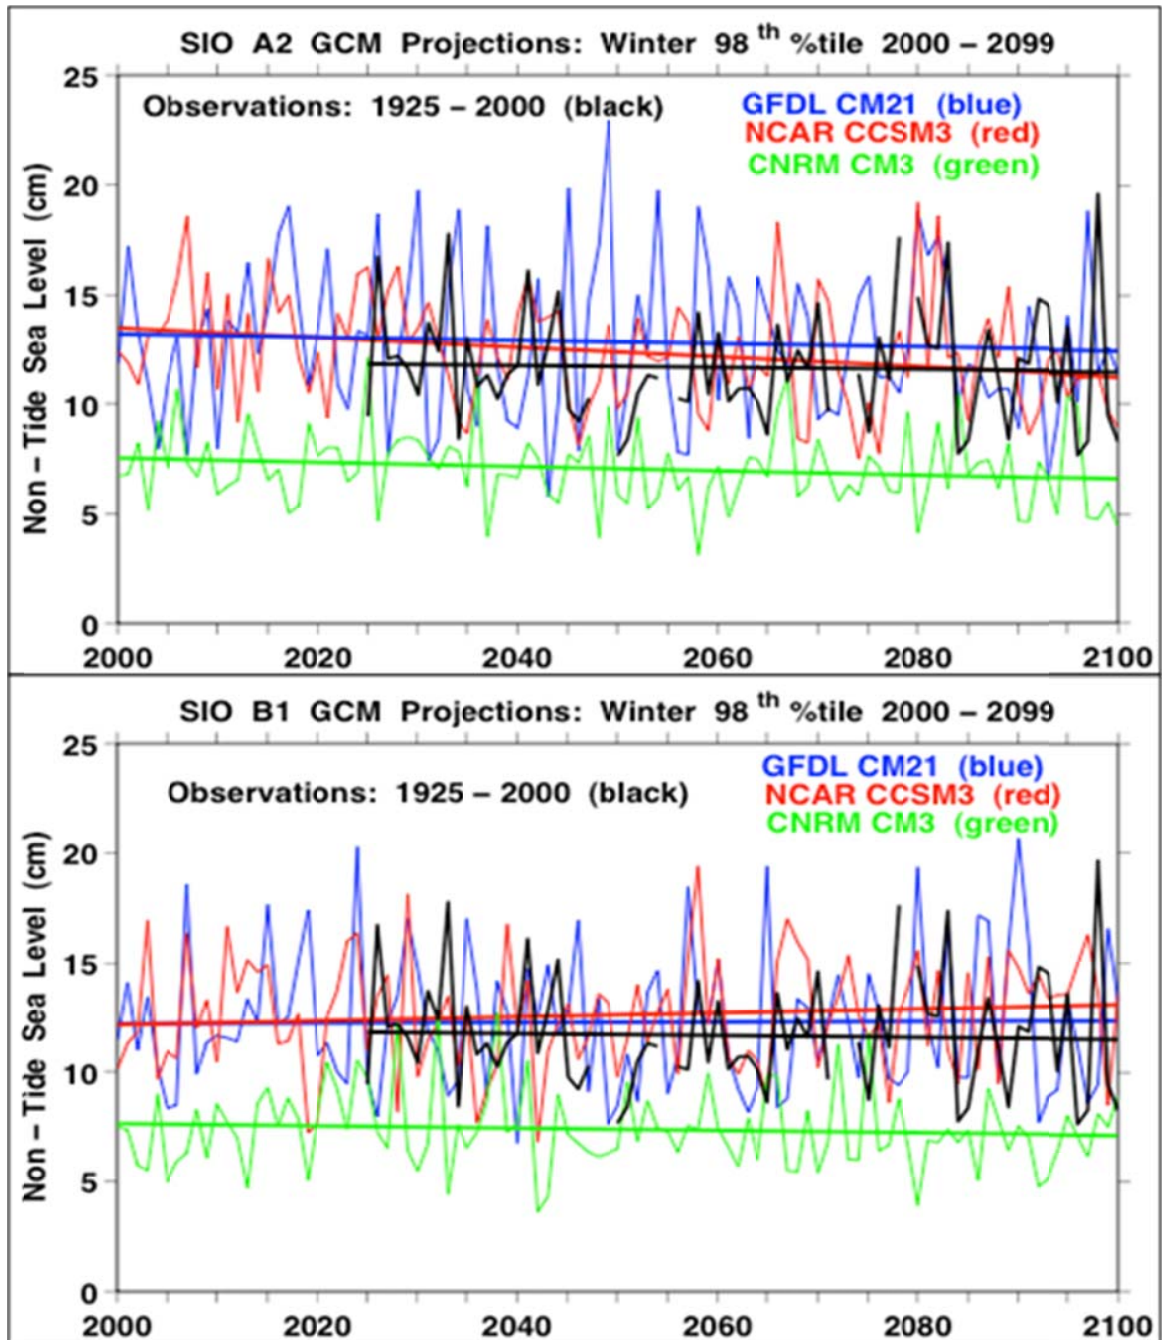 SIO A2 GCM Projections: Winter 98 th %tile 2000 – 2099
Observations: 1925 – 2000 (black)
GFDL CM21 (blue)
NCAR CCSM3 (red)
CNRM CM3 (green)
Non – Tide Sea Level (cm)
25
20
15
10
5
0
2000 2020 2040 2060 2080 2100
SIO B1 GCM Projections: Winter 98 th %tile 2000 – 2099
GFDL CM21 (blue)
Observations: 1925 – 2000 (black)
NCAR CCSM3 (red)
CNRM CM3 (green)
Non – Tide Sea Level (cm)
25
20
15
10
5
0
2000 2020 2040 2060 2080 2100